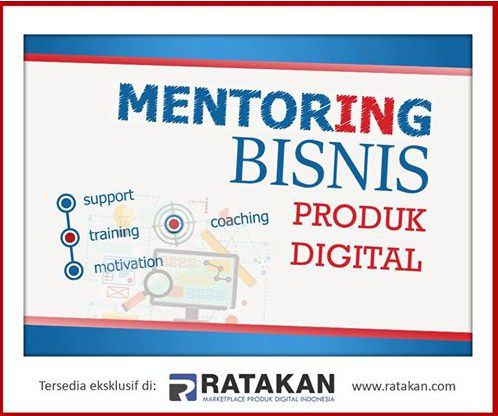 MENTORING
BISNIS
PRODUK
DIGITAL
support
training
motivation
coaching
Tersedia eksklusif di:
RATAKAN
MARKETPLACE PRODUK DIGITAL INDONESIA
www.ratakan.com